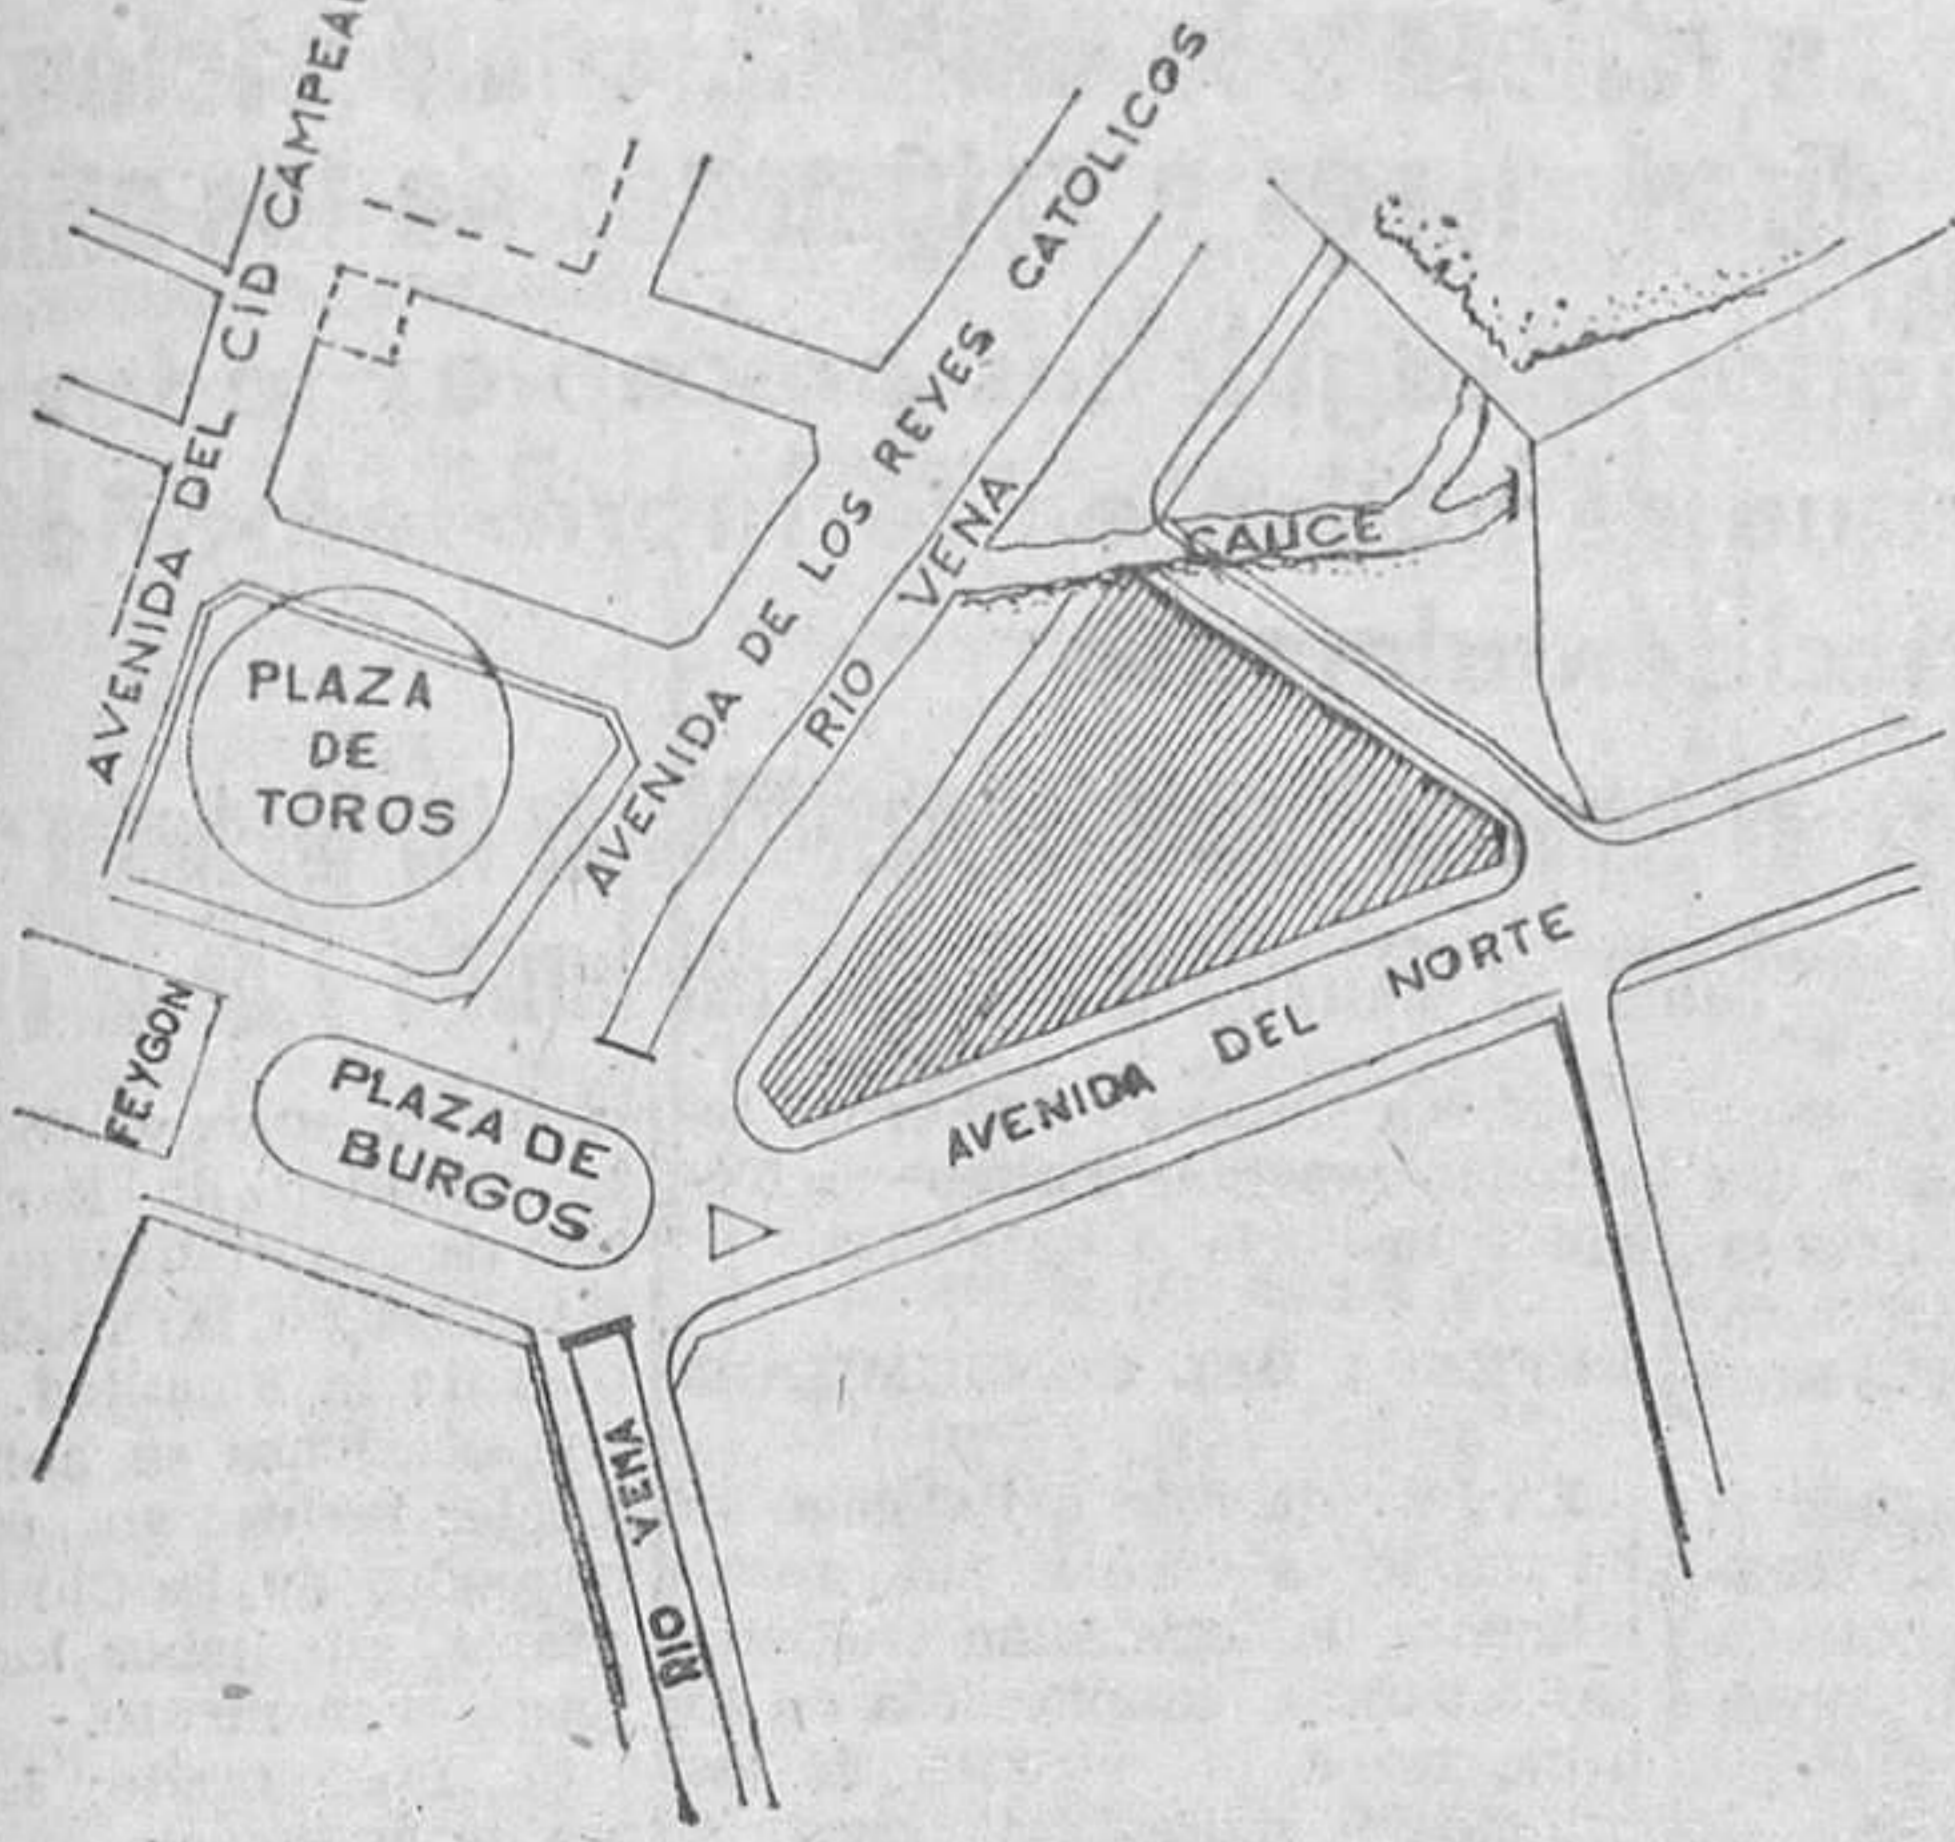 AVENIDA DEL CID CAMPEA
AVENIDA DE LOS REYES CATOLICOS
RIO VENA
CAUCE
PLAZA
DE
TOROS
FEYGON
PLAZA DE
BURGOS
AVENIDA DEL NORTE
RIO VENA